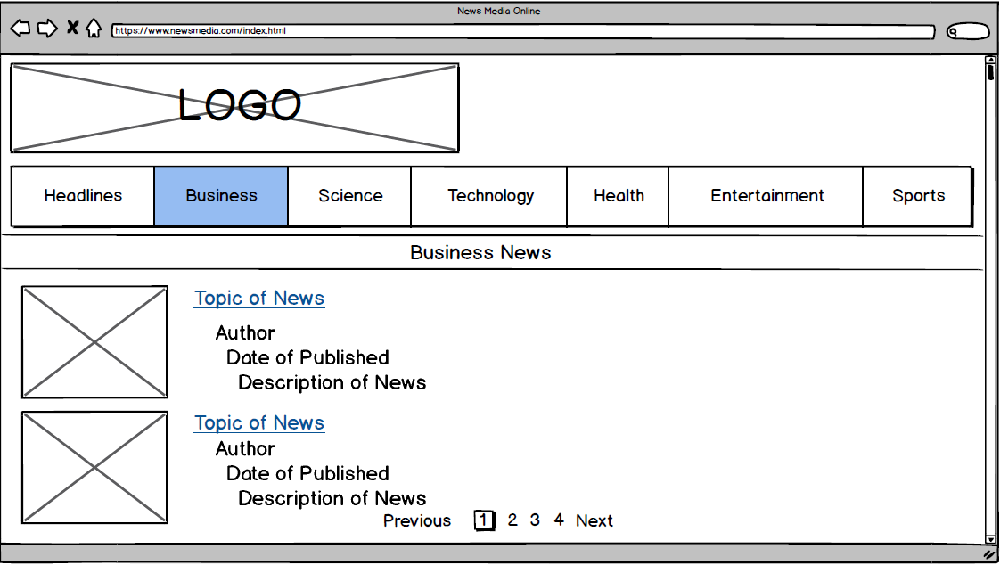 News Media Online
https://www.newsmedia.com/index.html
LOGO
Headlines Business Science Technology Health Entertainment Sports
Business News
Topic of News
Author
Date of Published
Description of News
Topic of News
Author
Date of Published
Description of News
Previous 1 2 3 4 Next